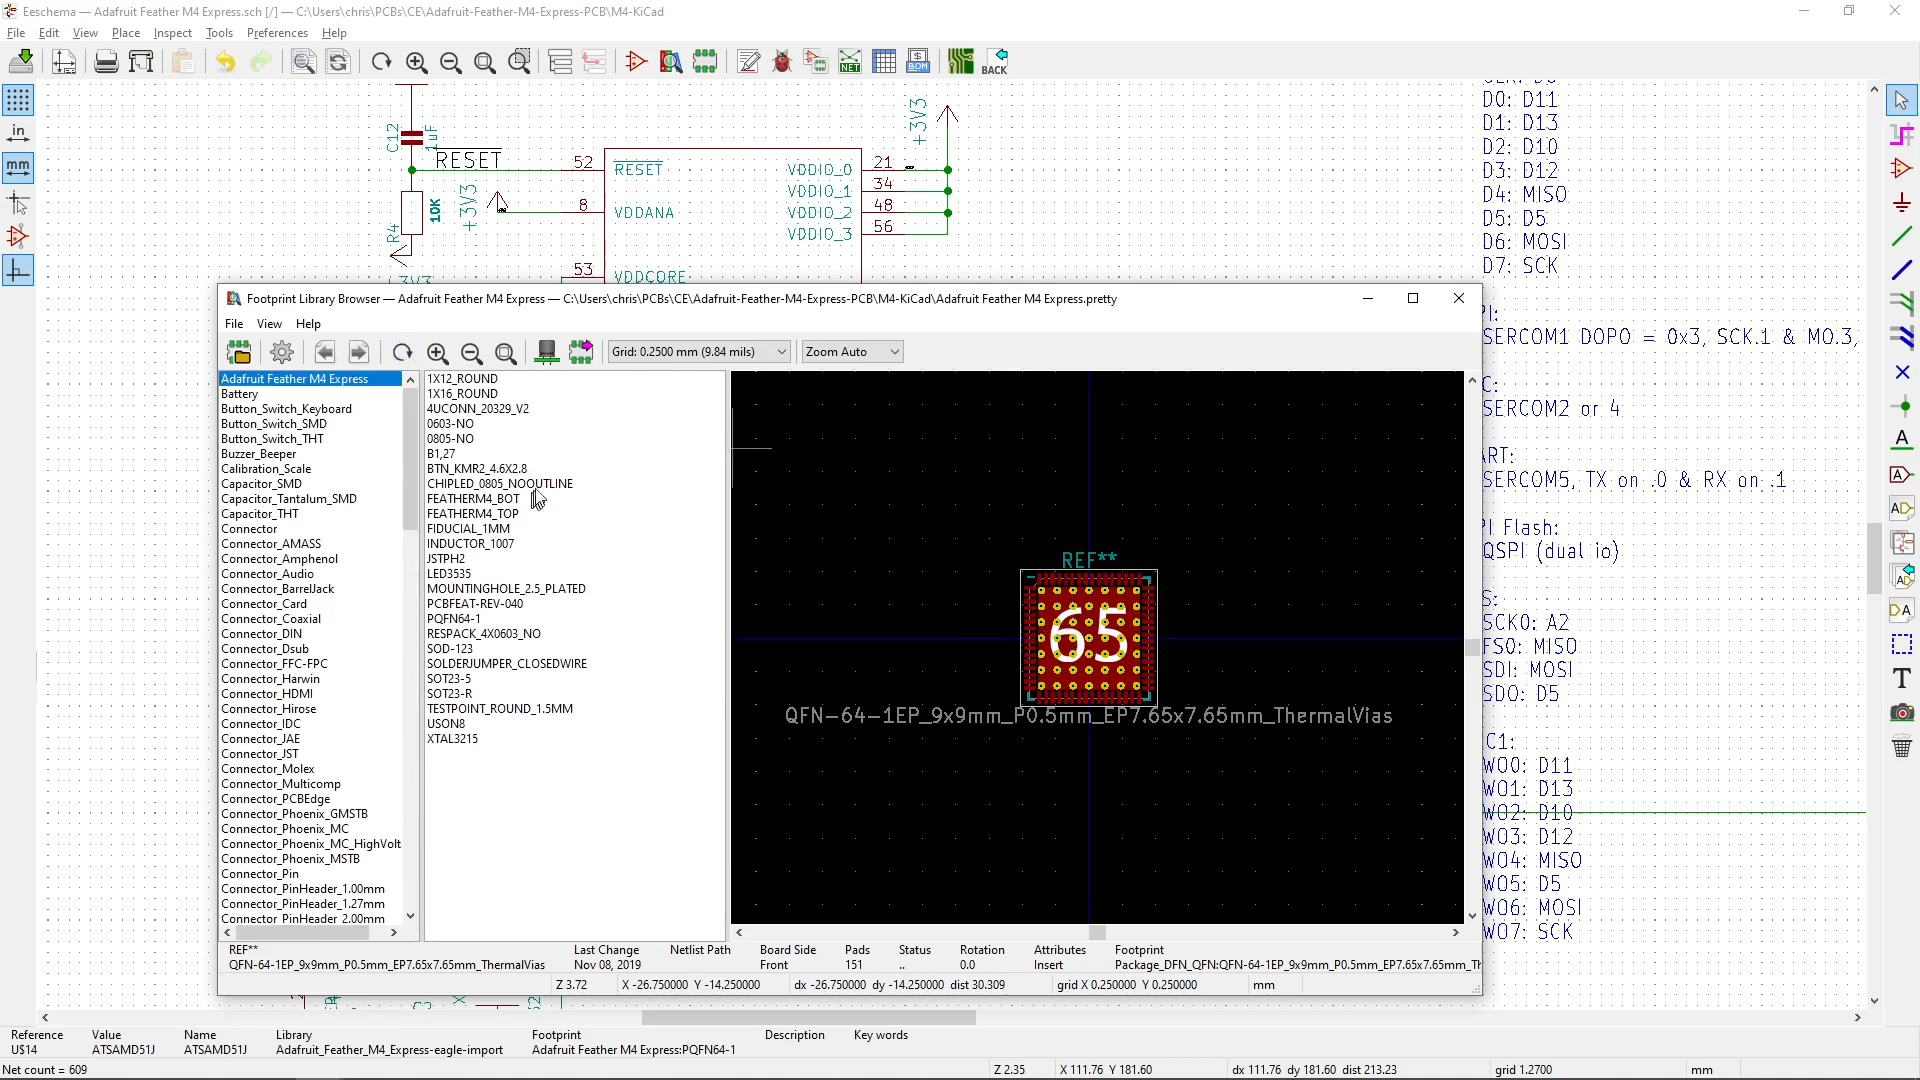 Eeschema — Adafruit Feather M4 Express.sch [/] — C:\Users\chris\PCBs\CE\Adafruit-Feather-M4-Express-PCB\M4-KiCad
File Edit View Place Inspect Tools Preferences Help
NET
BOM
BACK
in
mm
C12
1uF
RESET
R4
10K
+3V3
52
RESET
8
VDDANA
53
VDDCORE
VDDIO_0 21
VDDIO_1 34
VDDIO_2 48
VDDIO_3 56
+3V3
D0: D11
D1: D13
D2: D10
D3: D12
D4: MISO
D5: D5
D6: MOSI
D7: SCK
SERCOM1 DOPO = 0x3, SCK.1 & MO.3,
SERCOM2 or 4
SERCOM5, TX on .0 & RX on .1
Flash:
QSPI (dual io)
SCK0: A2
FS0: MISO
SDI: MOSI
SDO: D5
WO0: D11
WO1: D13
WO2: D10
WO3: D12
WO4: MISO
WO5: D5
WO6: MOSI
WO7: SCK
Footprint Library Browser — Adafruit Feather M4 Express — C:\Users\chris\PCBs\CE\Adafruit-Feather-M4-Express-PCB\M4-KiCad\Adafruit Feather M4 Express.pretty
File View Help
Grid: 0.2500 mm (9.84 mils)
Zoom Auto
Adafruit Feather M4 Express
Battery
Button_Switch_Keyboard
Button_Switch_SMD
Button_Switch_THT
Buzzer_Beeper
Calibration_Scale
Capacitor_SMD
Capacitor_Tantalum_SMD
Capacitor_THT
Connector
Connector_AMASS
Connector_Amphenol
Connector_Audio
Connector_BarrelJack
Connector_Card
Connector_Coaxial
Connector_DIN
Connector_Dsub
Connector_FFC-FPC
Connector_Harwin
Connector_HDMI
Connector_Hirose
Connector_IDC
Connector_JAE
Connector_JST
Connector_Molex
Connector_Multicomp
Connector_PCBEdge
Connector_Phoenix_GMSTB
Connector_Phoenix_MC
Connector_Phoenix_MC_HighVolt
Connector_Phoenix_MSTB
Connector_Pin
Connector_PinHeader_1.00mm
Connector_PinHeader_1.27mm
Connector_PinHeader_2.00mm
1X12_ROUND
1X16_ROUND
4UCONN_20329_V2
0603-NO
0805-NO
B1,27
BTN_KMR2_4.6X2.8
CHIPLED_0805_NOOUTLINE
FEATHERM4_BOT
FEATHERM4_TOP
FIDUCIAL_1MM
INDUCTOR_1007
JSTPH2
LED3535
MOUNTINGHOLE_2.5_PLATED
PCBFEAT-REV-040
PQFN64-1
RESPACK_4X0603_NO
SOD-123
SOLDERJUMPER_CLOSEDWIRE
SOT23-5
SOT23-R
TESTPOINT_ROUND_1.5MM
USON8
XTAL3215
REF**
65
QFN-64-1EP_9x9mm_P0.5mm_EP7.65x7.65mm_ThermalVias
REF** Last Change Netlist Path Board Side Pads Status Rotation Attributes Footprint
QFN-64-1EP_9x9mm_P0.5mm_EP7.65x7.65mm_ThermalVias Nov 08, 2019 Front 151 .. 0.0 Insert Package_DFN_QFN:QFN-64-1EP_9x9mm_P0.5mm_EP7.65x7.65mm_Th
Z 3.72 X -26.750000 Y -14.250000 dx -26.750000 dy -14.250000 dist 30.309 grid X 0.250000 Y 0.250000 mm
Reference Value Name Library Footprint Description Key words
U$14 ATSAMD51J ATSAMD51J Adafruit_Feather_M4_Express-eagle-import Adafruit Feather M4 Express:PQFN64-1
Net count = 609 Z 2.35 X 111.76 Y 181.60 dx 111.76 dy 181.60 dist 213.23 grid 1.2700 mm